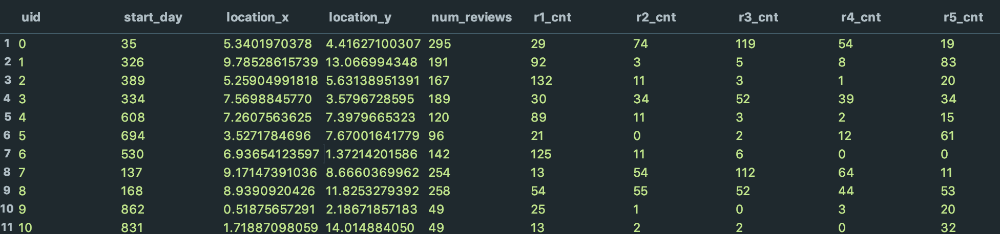 uid start_day location_x location_y num_reviews r1_cnt r2_cnt r3_cnt r4_cnt r5_cnt
1 0 35 5.3401970378 4.41627100307 295 29 74 119 54 19
2 1 326 9.78528615739 13.066994348 191 92 3 5 8 83
3 2 389 5.25904991818 5.63138951391 167 132 11 3 1 20
4 3 334 7.5698845770 3.5796728595 189 30 34 52 39 34
5 4 608 7.2607563625 7.3979665323 120 89 11 3 2 15
6 5 694 3.5271784696 7.67001641779 96 21 0 2 12 61
7 6 530 6.93654123597 1.37214201586 142 125 11 6 0 0
8 7 137 9.17147391036 8.6660369962 254 13 54 112 64 11
9 8 168 8.9390920426 11.8253279392 258 54 55 52 44 53
10 9 862 0.51875657291 2.18671857183 49 25 1 0 3 20
11 10 831 1.71887098059 14.014884050 49 13 2 2 0 32